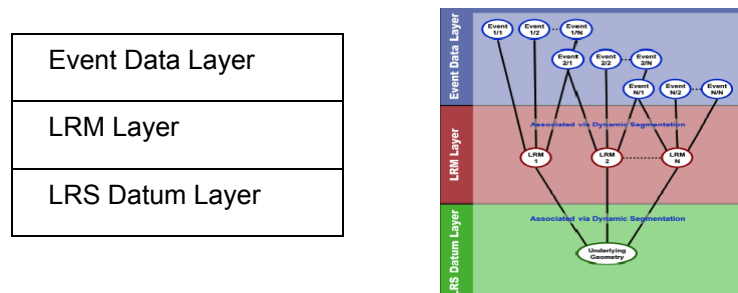 Event Data Layer
LRM Layer
LRS Datum Layer
Event Data Layer
Event
1/1
Event
1/2
Event
1/N
Event
2/1
Event
2/2
Event
2/N
Event
N/1
Event
N/2
Event
N/N
LRM Layer
Associated via Dynamic Segmentation
LRM
1
LRM
2
LRM
N
LRS Datum Layer
Associated via Dynamic Segmentation
Underlying
Geometry